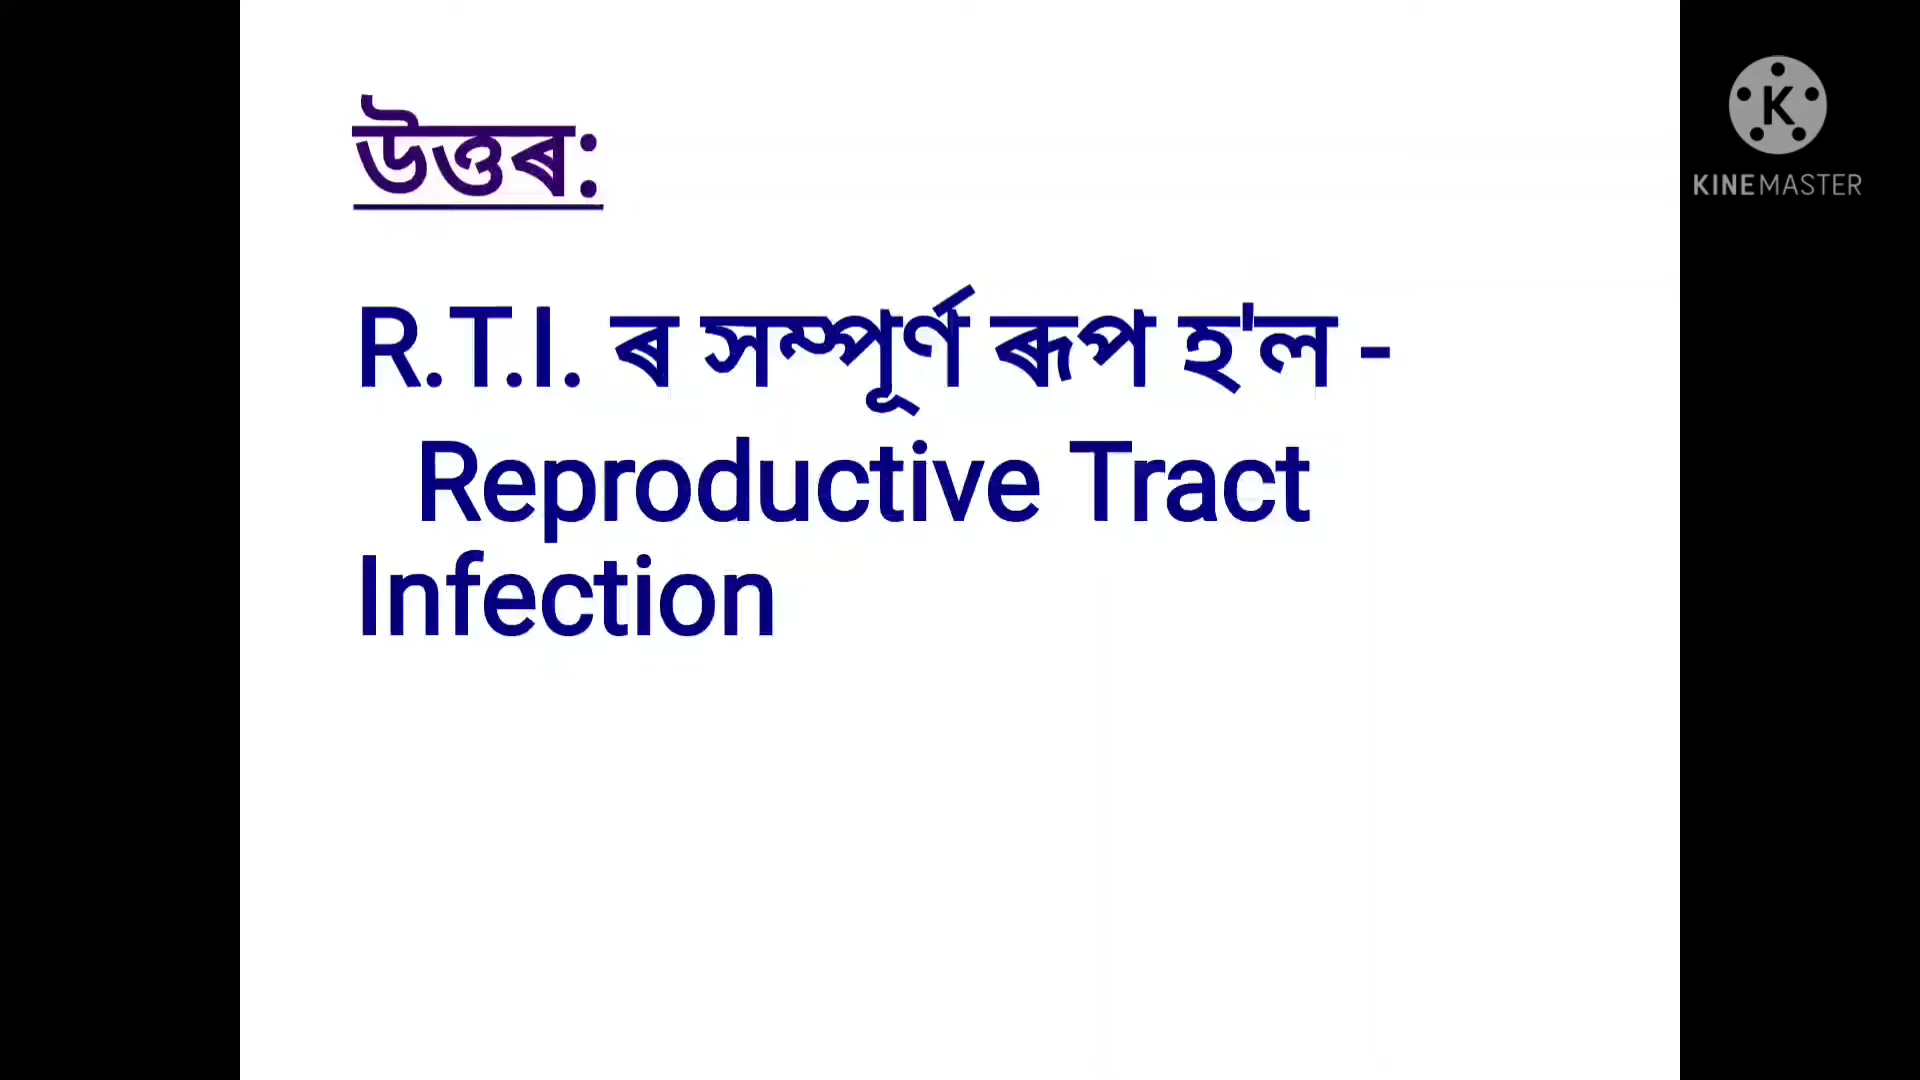 উত্তৰ:
R.T.I. ৰ সম্পূৰ্ণ ৰূপ হ'ল -
Reproductive Tract
Infection
K
KINEMASTER